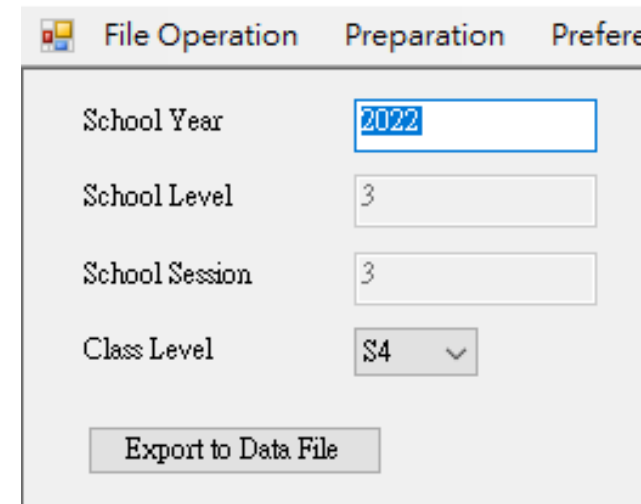 File Operation Preparation
School Year 2022
School Level 3
School Session 3
Class Level S4
Export to Data File